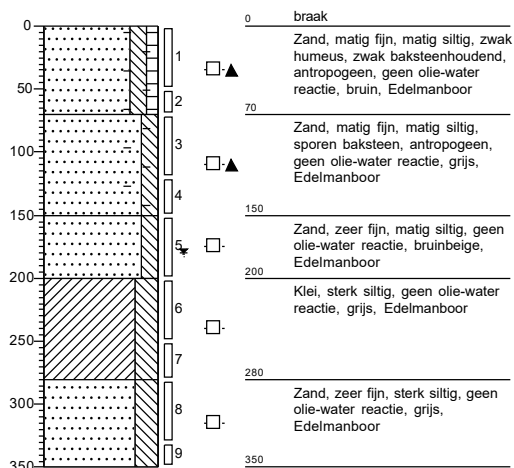 0
50
100
150
200
250
300
350
1
2
3
4
5
6
7
8
9
0 braak
Zand, matig fijn, matig siltig, zwak
humeus, zwak baksteenhoudend,
antropogeen, geen olie-water
reactie, bruin, Edelmanboor
70
Zand, matig fijn, matig siltig,
sporen baksteen, antropogeen,
geen olie-water reactie, grijs,
Edelmanboor
150
Zand, zeer fijn, matig siltig, geen
olie-water reactie, bruinbeige,
Edelmanboor
200
Klei, sterk siltig, geen olie-water
reactie, grijs, Edelmanboor
280
Zand, zeer fijn, sterk siltig, geen
olie-water reactie, grijs,
Edelmanboor
350